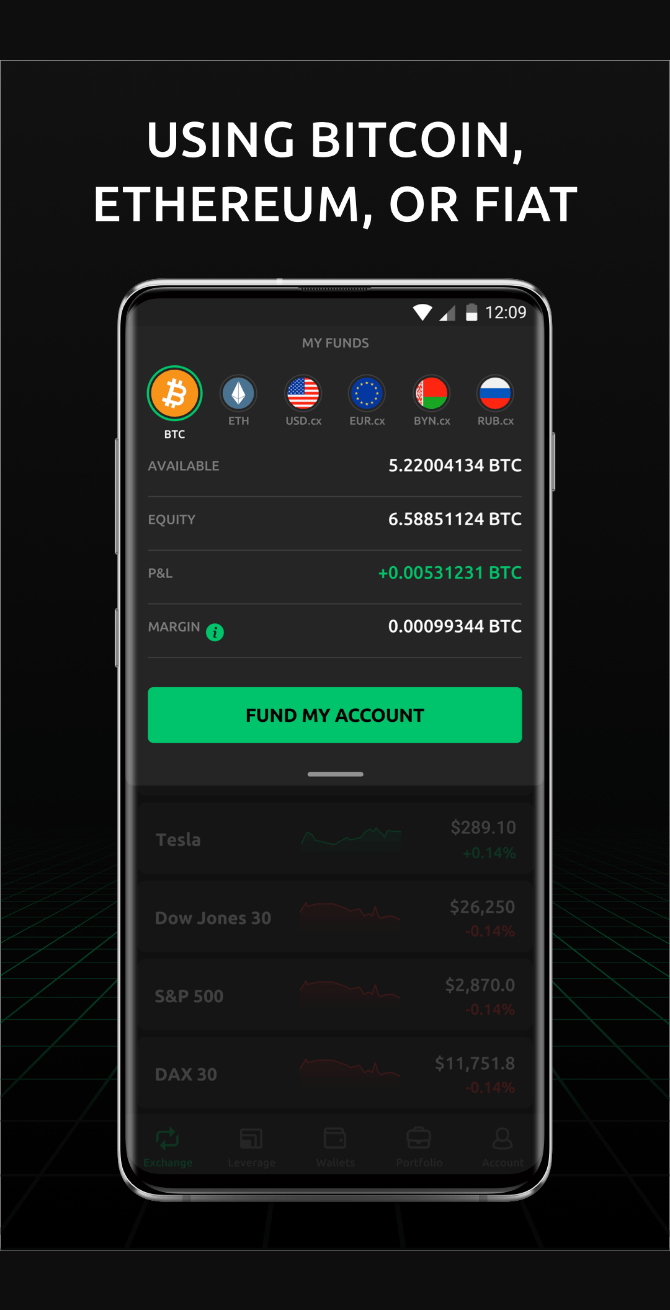 USING BITCOIN,
ETHEREUM, OR FIAT
12:09
MY FUNDS
BTC ETH USD.cx EUR.cx BYN.cx RUB.cx
AVAILABLE 5.22004134 BTC
EQUITY 6.58851124 BTC
P&L +0.00531231 BTC
MARGIN i 0.00099344 BTC
FUND MY ACCOUNT
Tesla $289.10
+0.14%
Dow Jones 30 $26,250
-0.14%
S&P 500 $2,870.0
-0.14%
DAX 30 $11,751.8
-0.14%
Exchange Leverage Wallets Portfolio Account